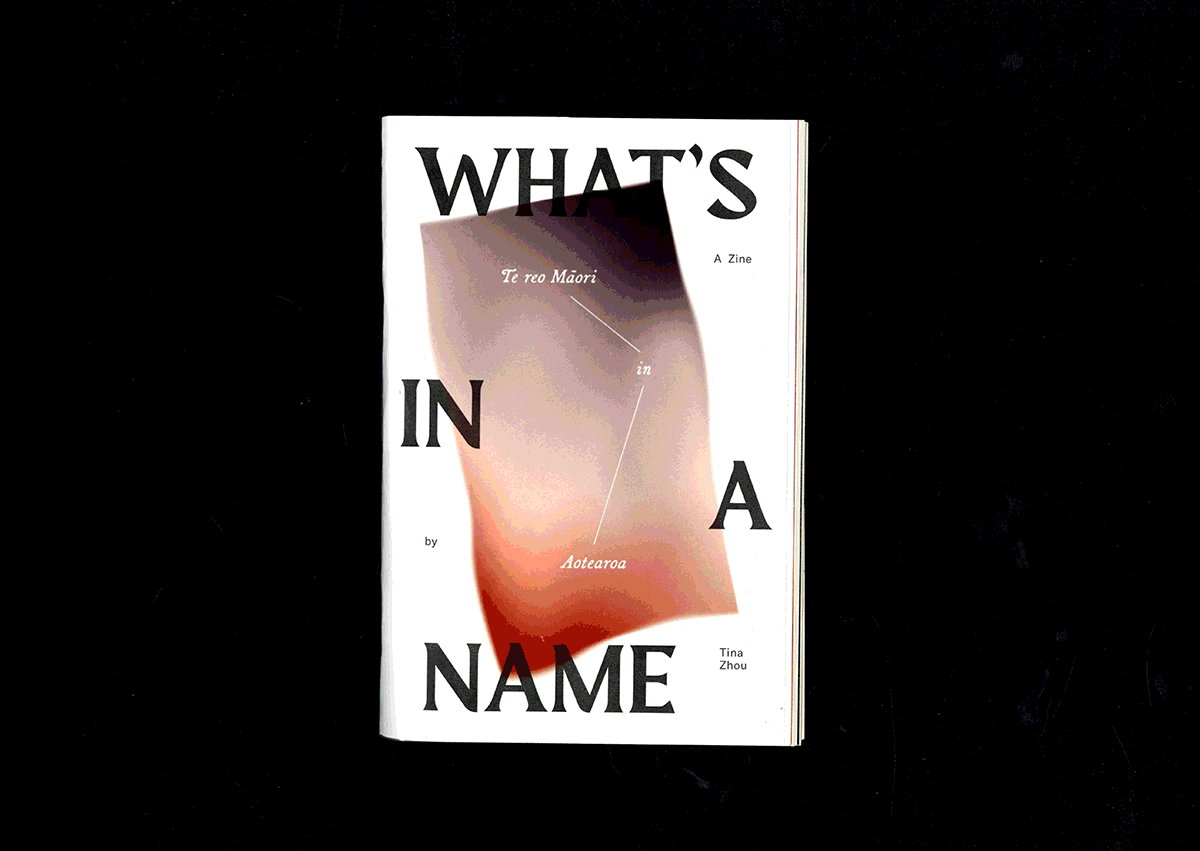 WHAT'S
A Zine
Te reo Māori
in
IN
A
by
Aotearoa
NAME
Tina
Zhou